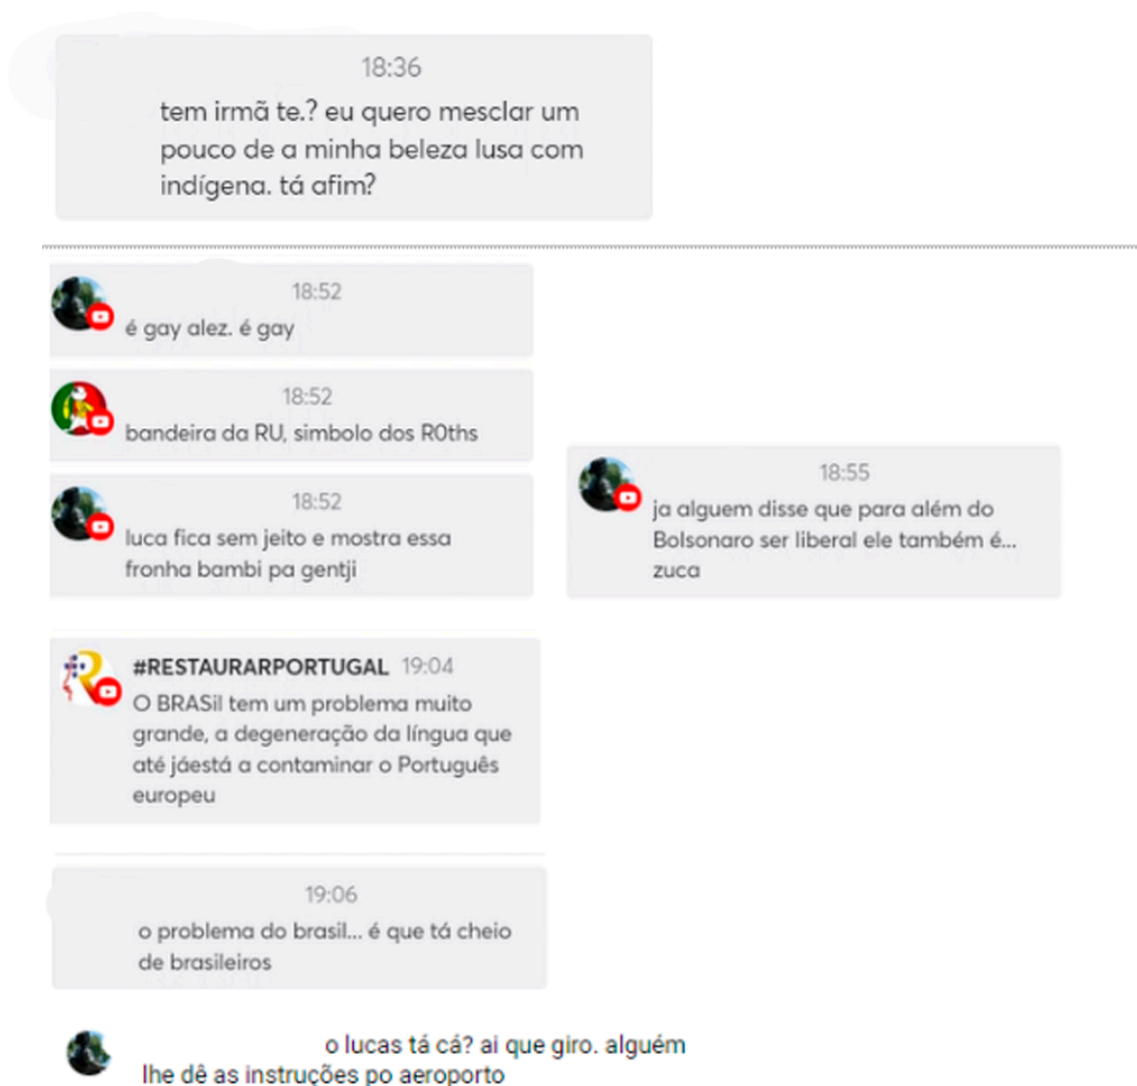 18:36
tem irmã te.? eu quero mesclar um
pouco de a minha beleza lusa com
indígena. tá afim?
18:52
é gay alez. é gay
18:52
bandeira da RU, simbolo dos R0ths
18:52
luca fica sem jeito e mostra essa
fronha bambi pa gentji
18:55
ja alguem disse que para além do
Bolsonaro ser liberal ele também é...
zuca
#RESTAURARPORTUGAL 19:04
O BRASil tem um problema muito
grande, a degeneração da língua que
até jáestá a contaminar o Português
europeu
19:06
o problema do brasil... é que tá cheio
de brasileiros
o lucas tá cá? ai que giro. alguém
lhe dê as instruções po aeroporto